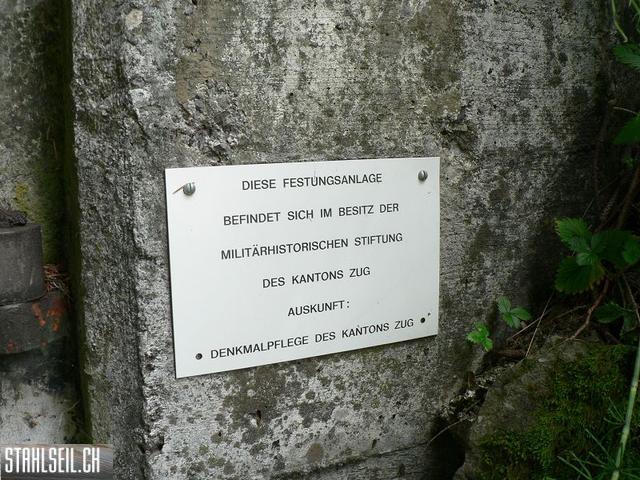 DIESE FESTUNGSANLAGE
BEFINDET SICH IM BESITZ DER
MILITÄRHISTORISCHEN STIFTUNG
DES KANTONS ZUG
AUSKUNFT:
DENKMALPFLEGE DES KANTONS ZUG
STAHLSEIL.CH